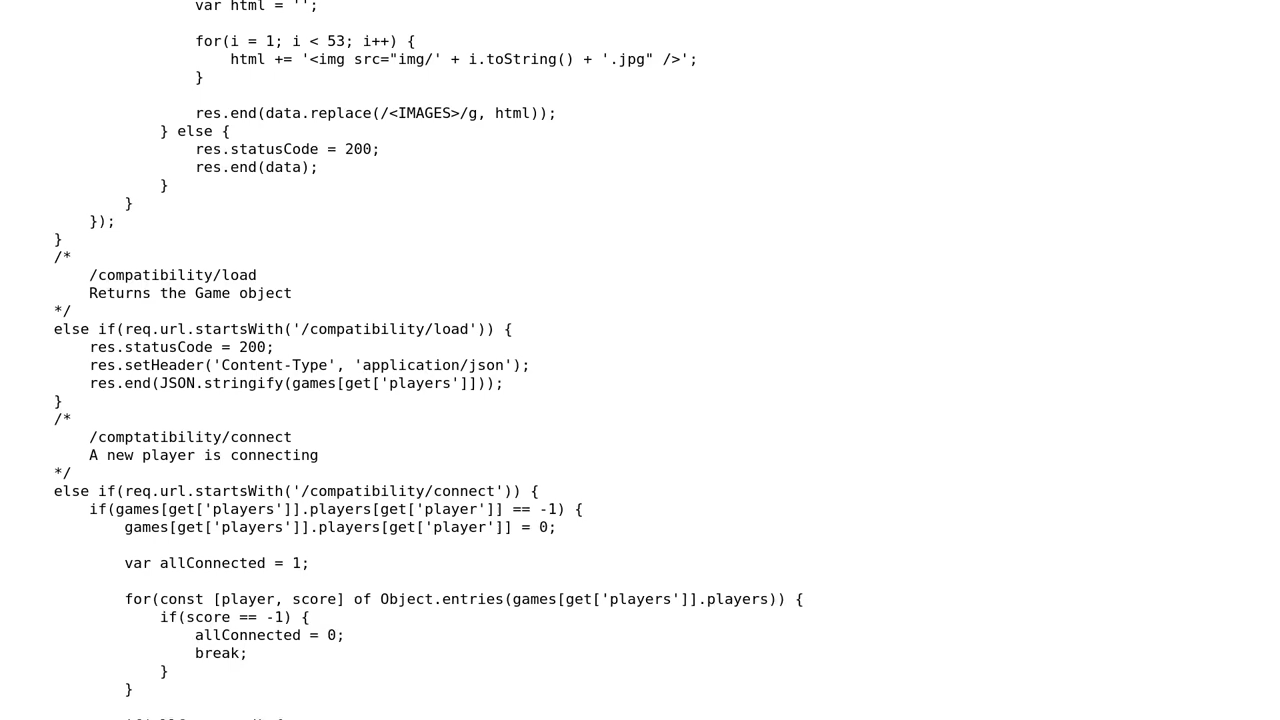 var html = '';

                for(i = 1; i < 53; i++) {
                    html += '<img src="img/' + i.toString() + '.jpg" />';
                }

                res.end(data.replace(/<IMAGES>/g, html));
            } else {
                res.statusCode = 200;
                res.end(data);
            }
        }
    });
}
/*
    /compatibility/load
    Returns the Game object
*/
else if(req.url.startsWith('/compatibility/load')) {
    res.statusCode = 200;
    res.setHeader('Content-Type', 'application/json');
    res.end(JSON.stringify(games[get['players']]));
}
/*
    /comptatibility/connect
    A new player is connecting
*/
else if(req.url.startsWith('/compatibility/connect')) {
    if(games[get['players']].players[get['player']] == -1) {
        games[get['players']].players[get['player']] = 0;

        var allConnected = 1;

        for(const [player, score] of Object.entries(games[get['players']].players)) {
            if(score == -1) {
                allConnected = 0;
                break;
            }
        }